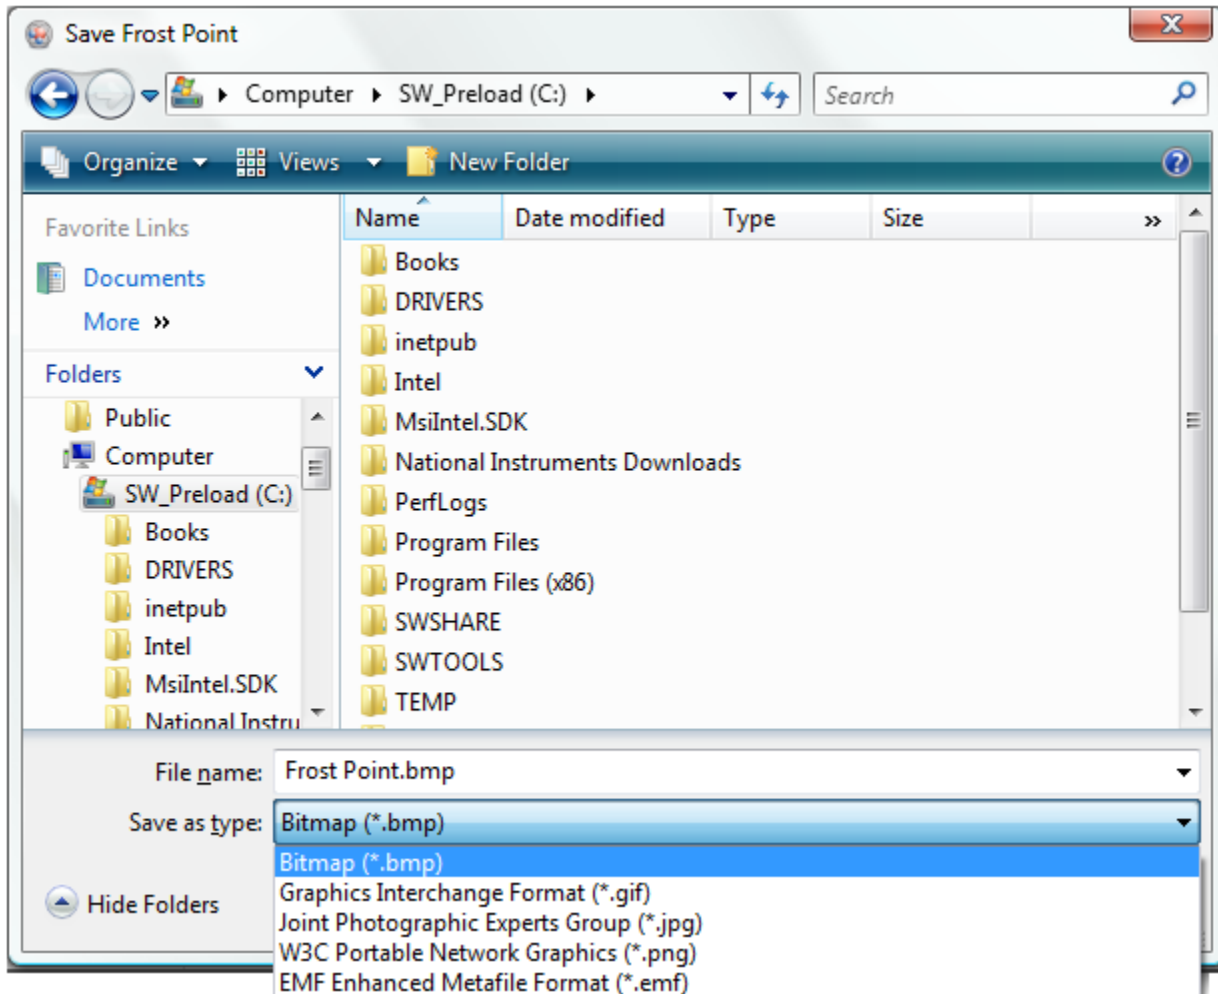 Save Frost Point
Computer SW_Preload (C:) Search
Organize Views New Folder
Favorite Links
Documents
More »
Folders
Public
Computer
SW_Preload (C:)
Books
DRIVERS
inetpub
Intel
MsiIntel.SDK
National Instru
Name Date modified Type Size »
Books
DRIVERS
inetpub
Intel
MsiIntel.SDK
National Instruments Downloads
PerfLogs
Program Files
Program Files (x86)
SWSHARE
SWTOOLS
TEMP
File name: Frost Point.bmp
Save as type: Bitmap (*.bmp)
Bitmap (*.bmp)
Graphics Interchange Format (*.gif)
Joint Photographic Experts Group (*.jpg)
W3C Portable Network Graphics (*.png)
EMF Enhanced Metafile Format (*.emf)
Hide Folders